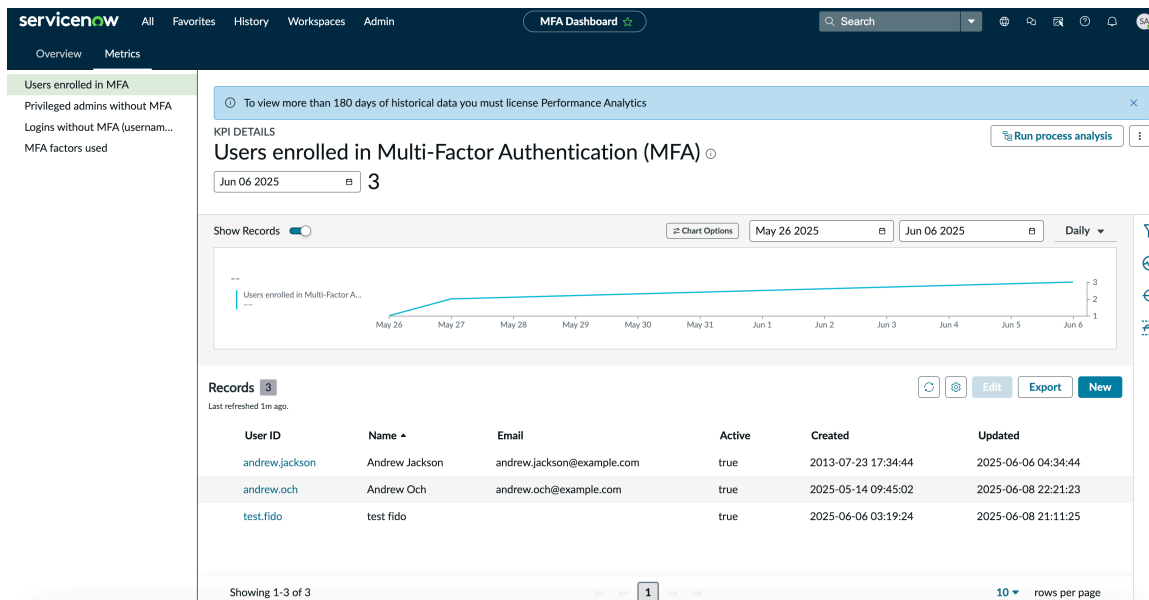 servicenow All Favorites History Workspaces Admin MFA Dashboard Search SA
Overview Metrics
Users enrolled in MFA
Privileged admins without MFA
Logins without MFA (usernam...
MFA factors used
To view more than 180 days of historical data you must license Performance Analytics
KPI DETAILS
Users enrolled in Multi-Factor Authentication (MFA)
Run process analysis
Jun 06 2025 3
Show Records Chart Options May 26 2025 Jun 06 2025 Daily
--
Users enrolled in Multi-Factor A...
--
3
2
1
May 26 May 27 May 28 May 29 May 30 May 31 Jun 1 Jun 2 Jun 3 Jun 4 Jun 5 Jun 6
Records 3 Edit Export New
Last refreshed 1m ago.
User ID Name Email Active Created Updated
andrew.jackson Andrew Jackson andrew.jackson@example.com true 2013-07-23 17:34:44 2025-06-06 04:34:44
andrew.och Andrew Och andrew.och@example.com true 2025-05-14 09:45:02 2025-06-08 22:21:23
test.fido test fido true 2025-06-06 03:19:24 2025-06-08 21:11:25
Showing 1-3 of 3 1 10 rows per page